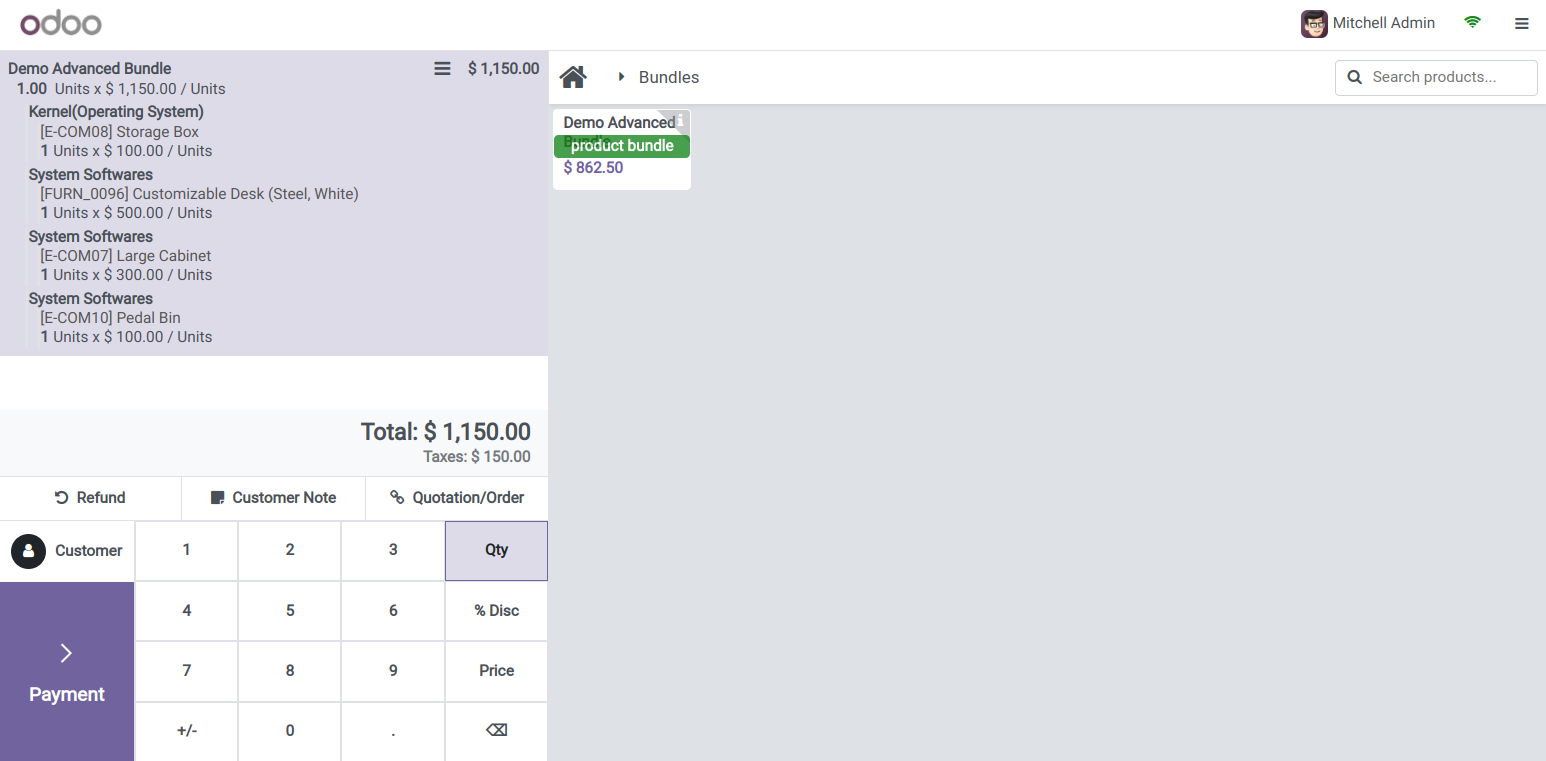 odoo
Mitchell Admin
Demo Advanced Bundle $ 1,150.00
1.00 Units x $ 1,150.00 / Units
Kernel(Operating System)
[E-COM08] Storage Box
1 Units x $ 100.00 / Units
System Softwares
[FURN_0096] Customizable Desk (Steel, White)
1 Units x $ 500.00 / Units
System Softwares
[E-COM07] Large Cabinet
1 Units x $ 300.00 / Units
System Softwares
[E-COM10] Pedal Bin
1 Units x $ 100.00 / Units
Total: $ 1,150.00
Taxes: $ 150.00
Refund Customer Note Quotation/Order
Customer 1 2 3 Qty
4 5 6 % Disc
7 8 9 Price
Payment
+/- 0 .
Bundles
Search products...
Demo Advanced
Bundle
product bundle
$ 862.50